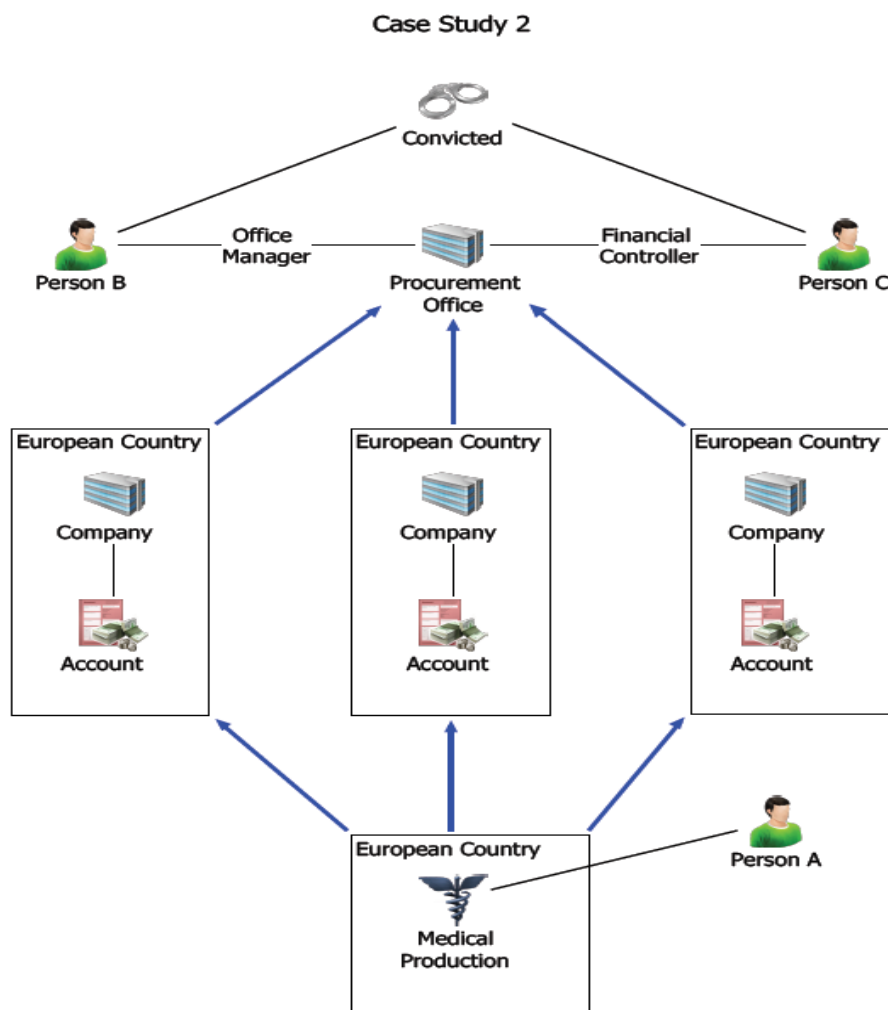 Case Study 2
Convicted
Person B
Office
Manager
Procurement
Office
Financial
Controller
Person C
European Country
Company
Account
European Country
Company
Account
European Country
Company
Account
European Country
Medical
Production
Person A